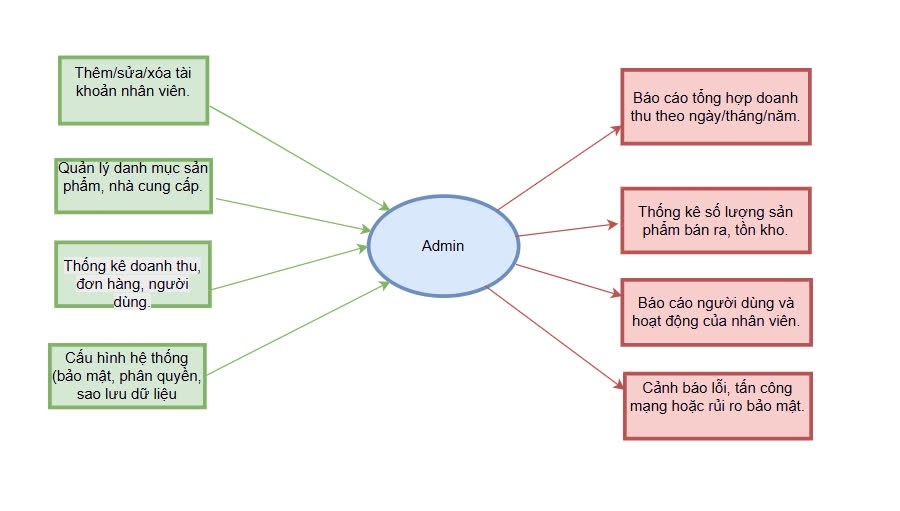 Thêm/sửa/xóa tài
khoản nhân viên.
Quản lý danh mục sản
phẩm, nhà cung cấp.
Thống kê doanh thu,
đơn hàng, người
dùng.
Cấu hình hệ thống
(bảo mật, phân quyền,
sao lưu dữ liệu
Admin
Báo cáo tổng hợp doanh
thu theo ngày/tháng/năm.
Thống kê số lượng sản
phẩm bán ra, tồn kho.
Báo cáo người dùng và
hoạt động của nhân viên.
Cảnh báo lỗi, tấn công
mạng hoặc rủi ro bảo mật.